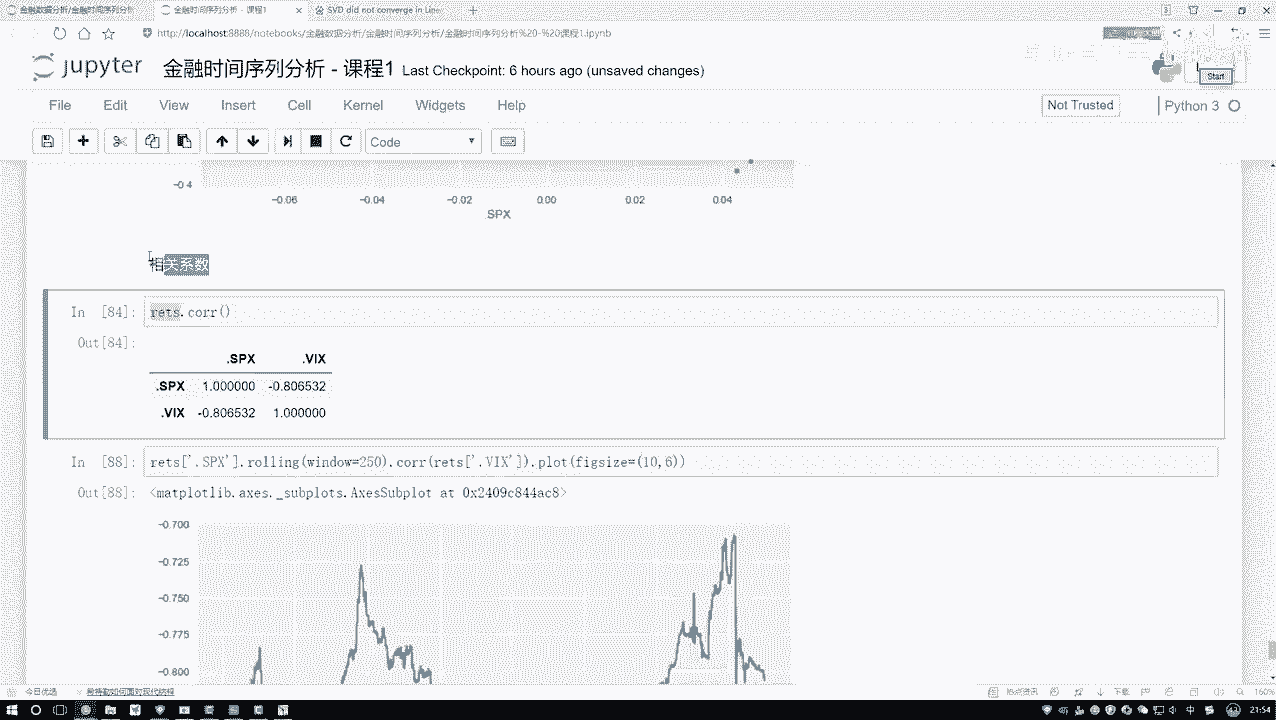 金融数据分析/金融时间序列分析
金融时间序列分析 - 课程1
SVD did not converge in Line
http://localhost:8888/notebooks/金融数据分析/金融时间序列分析/金融时间序列分析%20-%20课程1.ipynb
jupyter 金融时间序列分析 - 课程1 Last Checkpoint: 6 hours ago (unsaved changes)
Start
File Edit View Insert Cell Kernel Widgets Help
Not Trusted
Python 3
Code
-0.4
-0.06 -0.04 -0.02 0.00 0.02 0.04
.SPX
相关系数
In [84]: rets.corr()
Out[84]:
.SPX .VIX
.SPX 1.000000 -0.806532
.VIX -0.806532 1.000000
In [88]: rets['.SPX'].rolling(window=250).corr(rets['.VIX']).plot(figsize=(10,6))
Out[88]: <matplotlib.axes._subplots.AxesSubplot at 0x2409c844ac8>
-0.700
-0.725
-0.750
-0.775
-0.800
今日优选
热点资讯
下载
160%
中
21:54